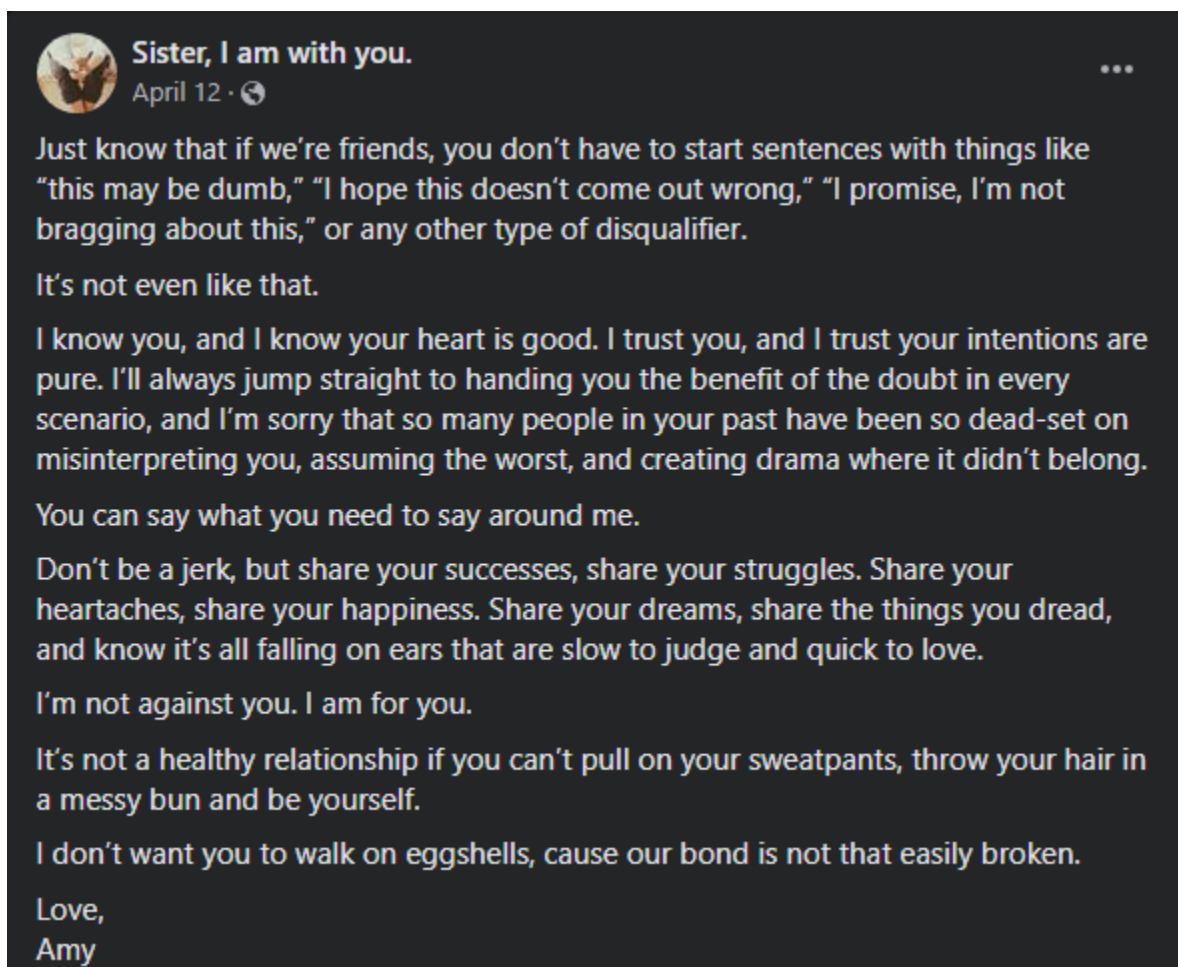 Sister, I am with you.
April 12 ·
Just know that if we're friends, you don't have to start sentences with things like
“this may be dumb,” “I hope this doesn't come out wrong,” “I promise, I'm not
bragging about this,” or any other type of disqualifier.
It's not even like that.
I know you, and I know your heart is good. I trust you, and I trust your intentions are
pure. I'll always jump straight to handing you the benefit of the doubt in every
scenario, and I'm sorry that so many people in your past have been so dead-set on
misinterpreting you, assuming the worst, and creating drama where it didn't belong.
You can say what you need to say around me.
Don't be a jerk, but share your successes, share your struggles. Share your
heartaches, share your happiness. Share your dreams, share the things you dread,
and know it's all falling on ears that are slow to judge and quick to love.
I'm not against you. I am for you.
It's not a healthy relationship if you can't pull on your sweatpants, throw your hair in
a messy bun and be yourself.
I don't want you to walk on eggshells, cause our bond is not that easily broken.
Love,
Amy